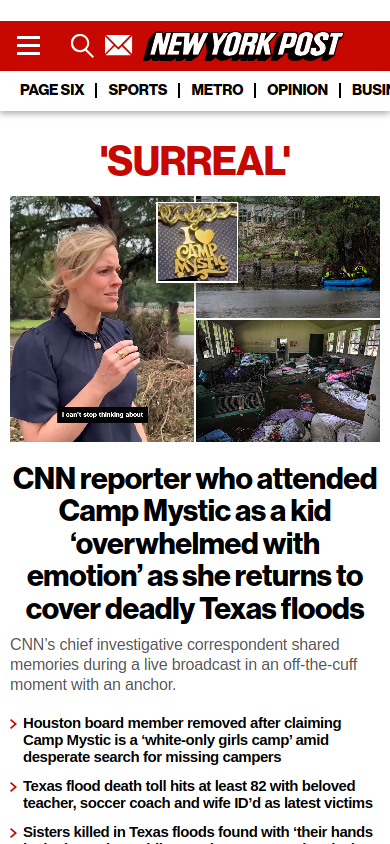 NEW YORK POST
PAGE SIX
SPORTS
METRO
OPINION
BUSIN
'SURREAL'
I ♥
CAMP
MYSTIC
I can't stop thinking about
CNN reporter who attended
Camp Mystic as a kid
‘overwhelmed with
emotion’ as she returns to
cover deadly Texas floods
CNN’s chief investigative correspondent shared
memories during a live broadcast in an off-the-cuff
moment with an anchor.
Houston board member removed after claiming
Camp Mystic is a ‘white-only girls camp’ amid
desperate search for missing campers
Texas flood death toll hits at least 82 with beloved
teacher, soccer coach and wife ID’d as latest victims
Sisters killed in Texas floods found with ‘their hands